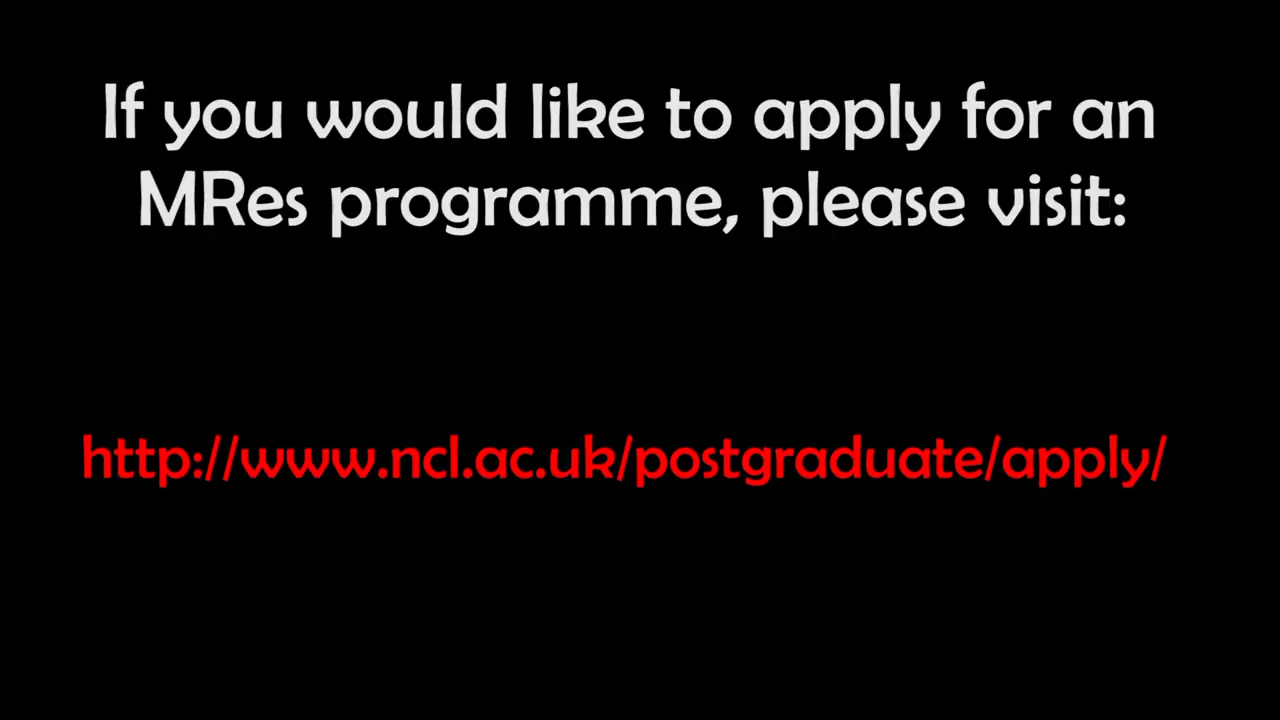 If you would like to apply for an
MRes programme, please visit:
http://www.ncl.ac.uk/postgraduate/apply/